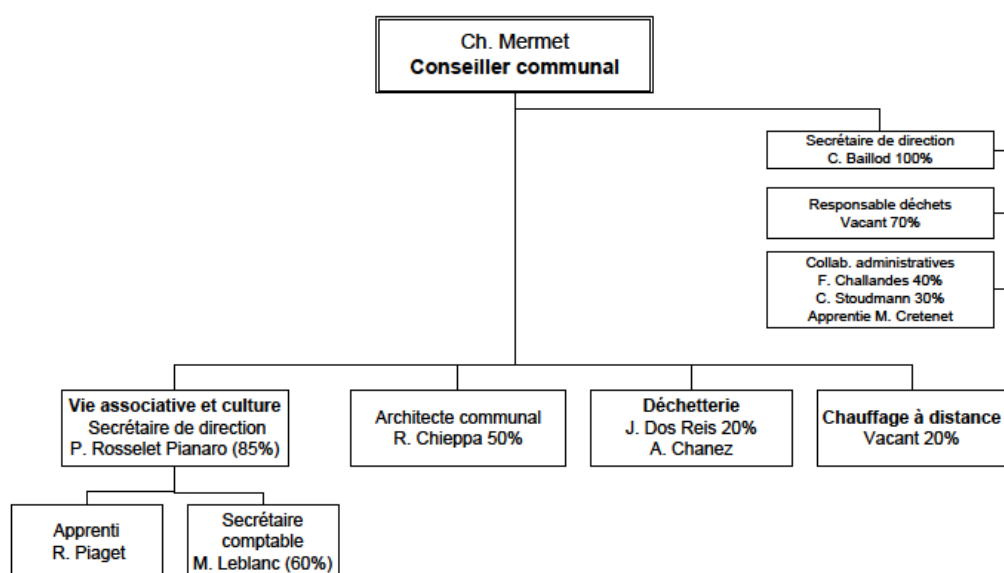 Ch. Mermet
Conseiller communal
Secrétaire de direction
C. Baillod 100%
Responsable déchets
Vacant 70%
Collab. administratives
F. Challandes 40%
C. Stoudmann 30%
Apprentie M. Cretenet
Vie associative et culture
Secrétaire de direction
P. Rosselet Pianaro (85%)
Architecte communal
R. Chieppa 50%
Déchetterie
J. Dos Reis 20%
A. Chanez
Chauffage à distance
Vacant 20%
Apprenti
R. Piaget
Secrétaire
comptable
M. Leblanc (60%)